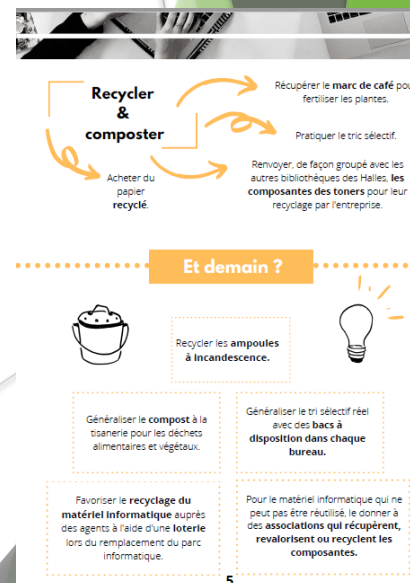 Recycler
&
composter
Récupérer le marc de café pou
fertiliser les plantes.
Pratiquer le tric sélectif.
Renvoyer, de façon groupé avec les
autres bibliothèques des Halles, les
composantes des toners pour leur
recyclage par l'entreprise.
Acheter du
papier
recyclé.
Et demain ?
Recycler les ampoules
à incandescence.
Généraliser le compost à la
tisanerie pour les déchets
alimentaires et végétaux.
Généraliser le tri sélectif réel
avec des bacs à
disposition dans chaque
bureau.
Favoriser le recyclage du
matériel informatique auprès
des agents à l'aide d'une loterie
lors du remplacement du parc
informatique.
Pour le matériel informatique qui ne
peut pas être réutilisé, le donner à
des associations qui récupèrent,
revalorisent ou recyclent les
composantes.
5